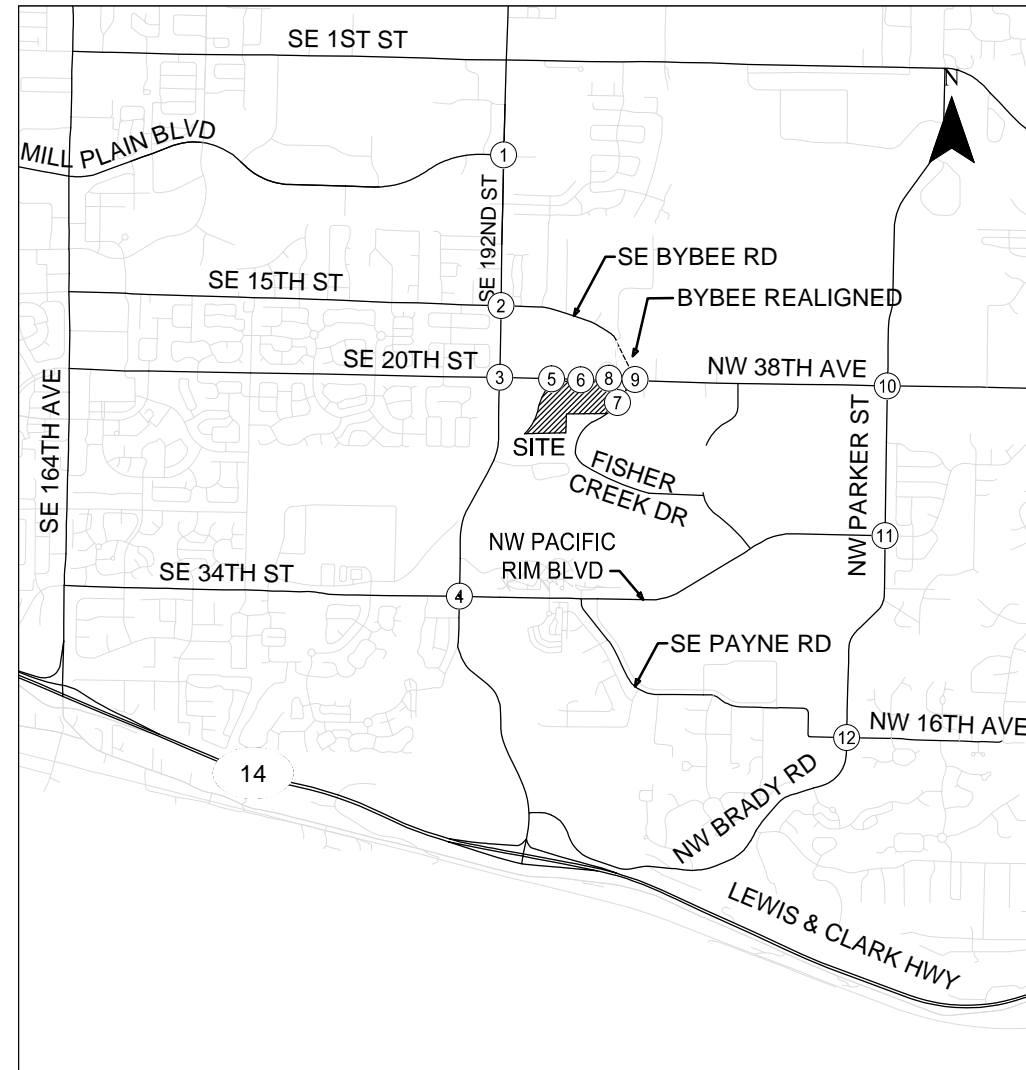 SE 1ST ST
N
MILL PLAIN BLVD
1
SE 192ND ST
SE BYBEE RD
BYBEE REALIGNED
SE 15TH ST
2
SE 20TH ST
3
5
6
8
9
7
NW 38TH AVE
10
SE 164TH AVE
SITE
FISHER
CREEK DR
NW PARKER ST
NW PACIFIC
RIM BLVD
11
SE 34TH ST
4
SE PAYNE RD
12
NW 16TH AVE
14
NW BRADY RD
LEWIS & CLARK HWY